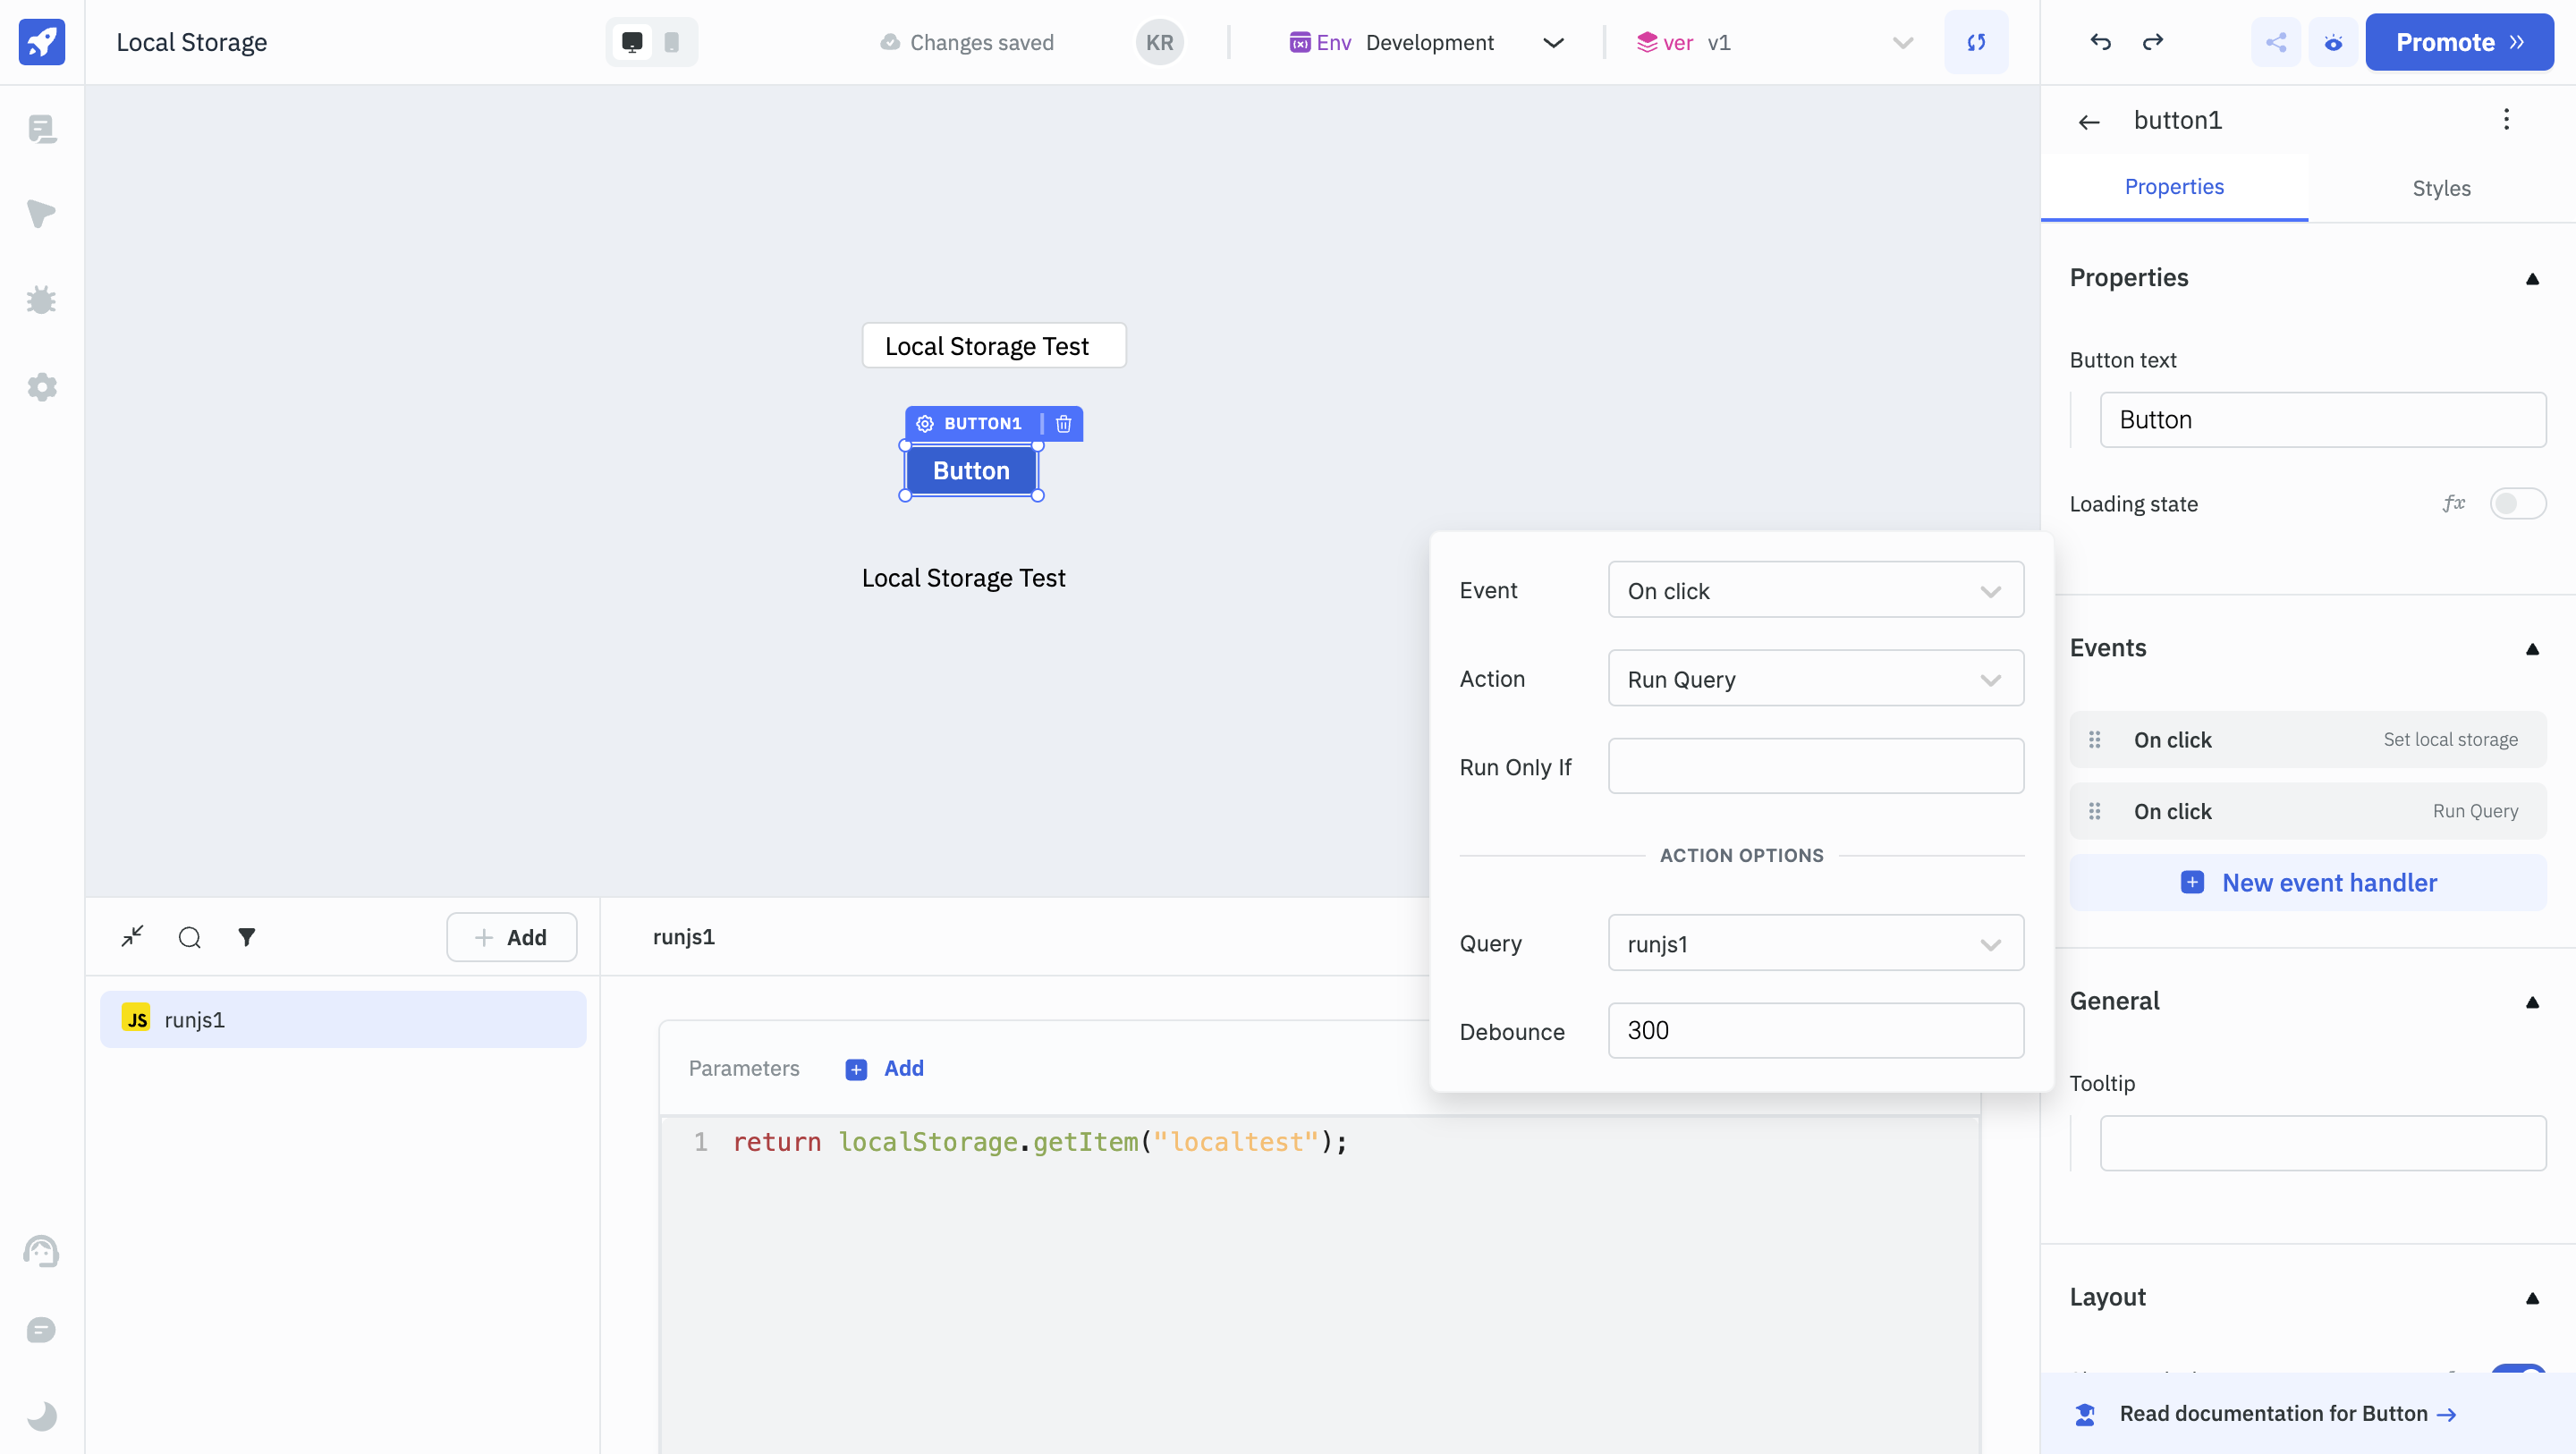 Local Storage
Changes saved
KR
Env Development
ver v1
Promote
button1
Properties
Styles
Properties
Button text
Button
Loading state
fx
Local Storage Test
BUTTON1
Button
Local Storage Test
Event
On click
Action
Run Query
Run Only If
ACTION OPTIONS
Query
runjs1
Debounce
300
Events
On click Set local storage
On click Run Query
New event handler
General
Tooltip
Layout
Read documentation for Button →
Add
runjs1
JS runjs1
Parameters
Add
1 return localStorage.getItem("localtest");